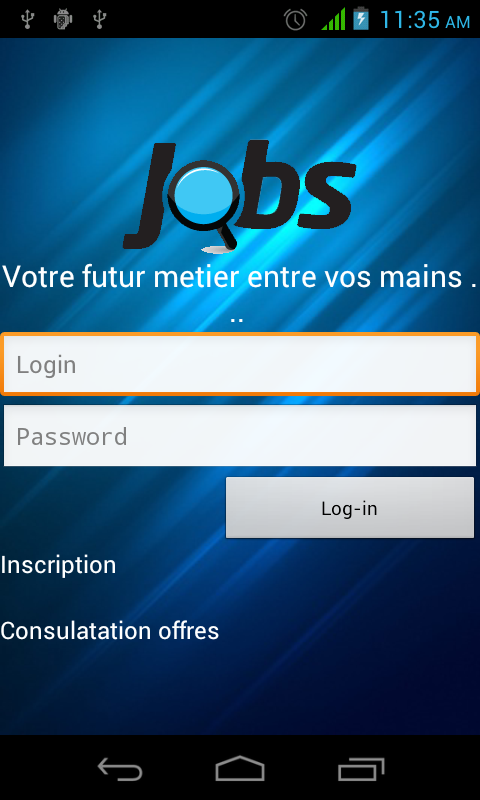 11:35 AM
Jobs
Votre futur metier entre vos mains .
..
Login
Password
Log-in
Inscription
Consulatation offres